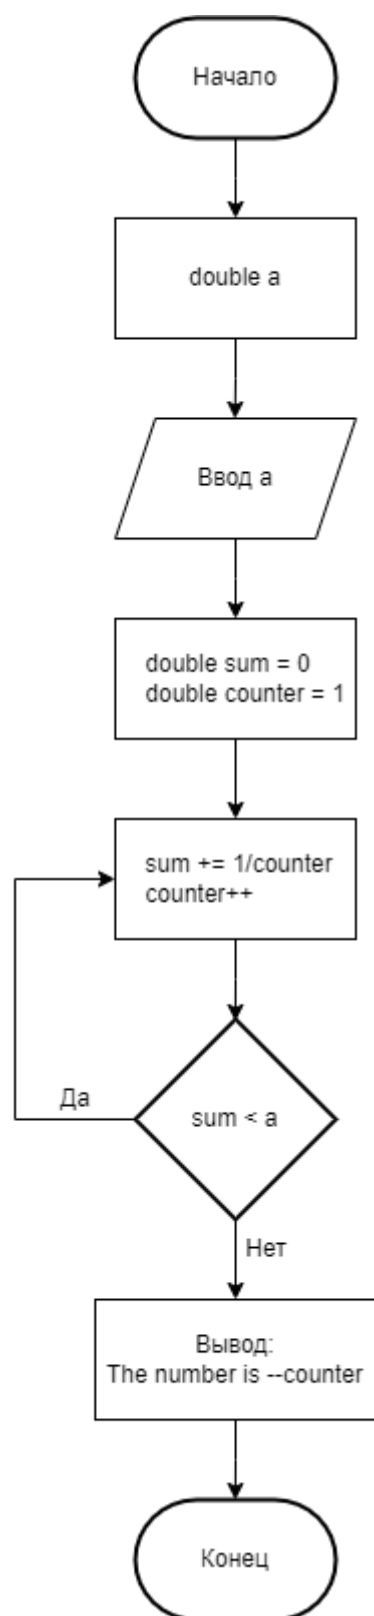 Начало
double a
Ввод a
double sum = 0
double counter = 1
sum += 1/counter
counter++
Да
sum < a
Нет
Вывод:
The number is --counter
Конец